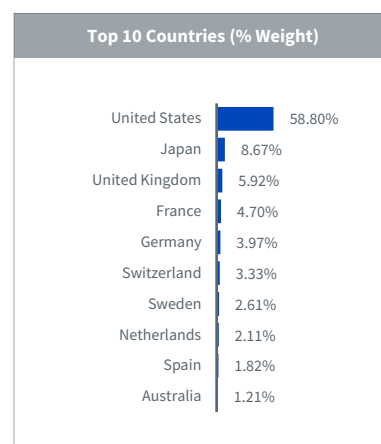 Top 10 Countries (% Weight)
United States 58.80%
Japan 8.67%
United Kingdom 5.92%
France 4.70%
Germany 3.97%
Switzerland 3.33%
Sweden 2.61%
Netherlands 2.11%
Spain 1.82%
Australia 1.21%